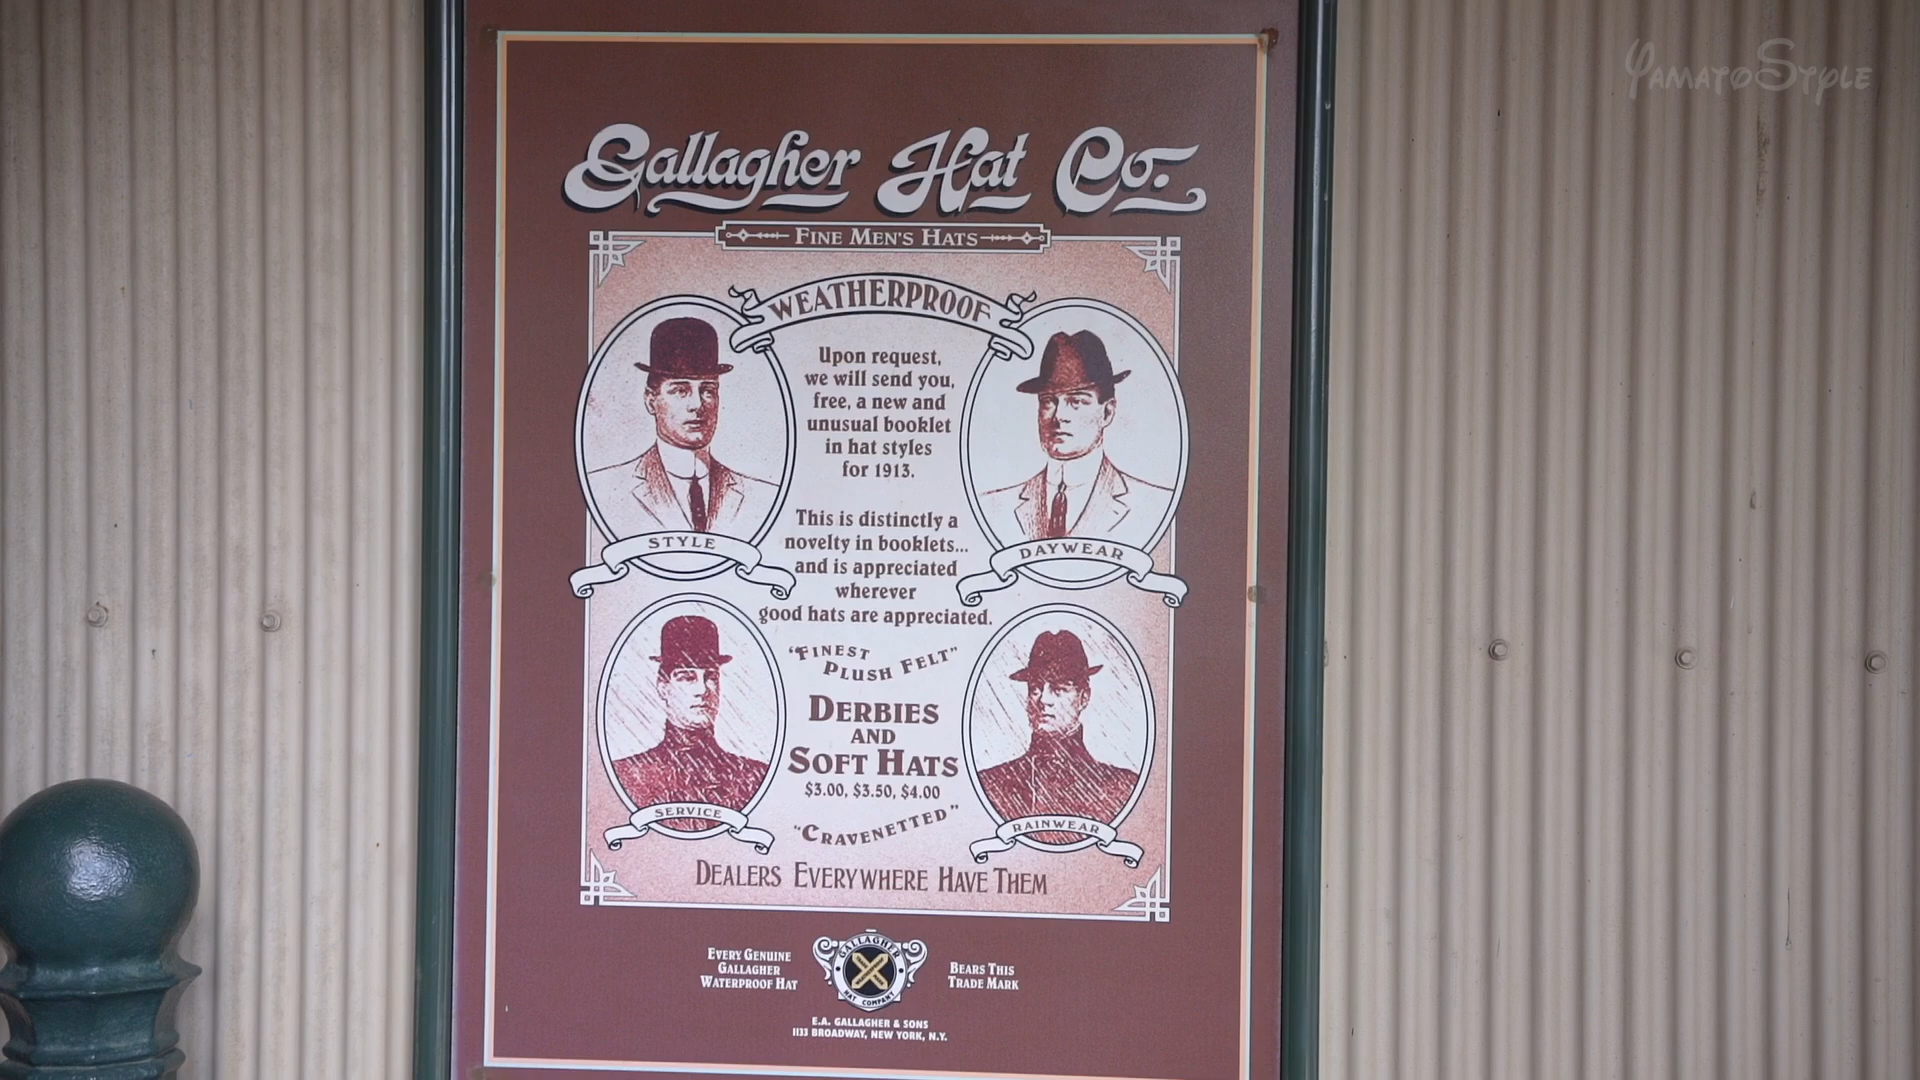 YamatoStyle
Gallagher Hat Co.
FINE MEN'S HATS
WEATHERPROOF
Upon request,
we will send you,
free, a new and
unusual booklet
in hat styles
for 1913.
This is distinctly a
novelty in booklets...
and is appreciated
wherever
good hats are appreciated.
STYLE
DAYWEAR
"FINEST
PLUSH FELT"
DERBIES
AND
SOFT HATS
$3.00, $3.50, $4.00
"CRAVENETTED"
SERVICE
RAINWEAR
DEALERS EVERYWHERE HAVE THEM
EVERY GENUINE
GALLAGHER
WATERPROOF HAT
GALLAGHER
HAT COMPANY
BEARS THIS
TRADE MARK
E.A. GALLAGHER & SONS
1133 BROADWAY, NEW YORK, N.Y.